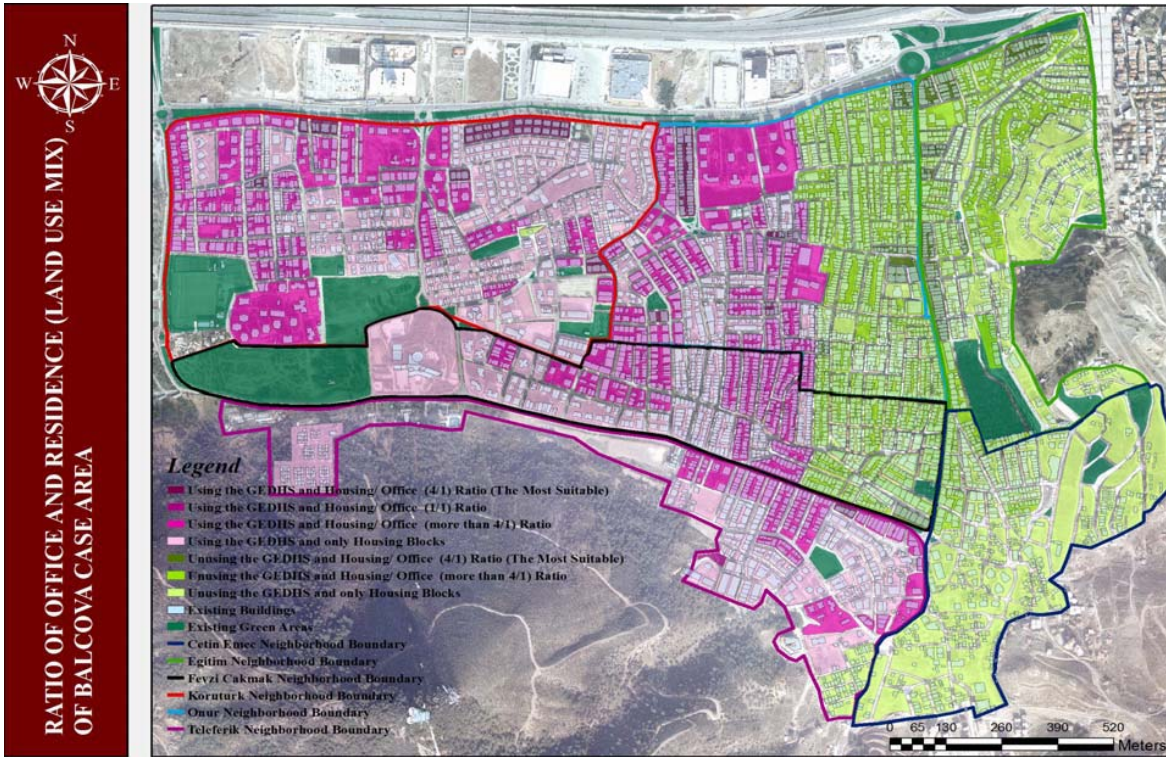 RATIO OF OFFICE AND RESIDENCE (LAND USE MIX)
OF BALCOVA CASE AREA
N
W E
S
Legend
Using the GEDHS and Housing/ Office (4/1) Ratio (The Most Suitable)
Using the GEDHS and Housing/ Office (1/1) Ratio
Using the GEDHS and Housing/ Office (more than 4/1) Ratio
Using the GEDHS and only Housing Blocks
Unusing the GEDHS and Housing/ Office (4/1) Ratio (The Most Suitable)
Unusing the GEDHS and Housing/ Office (more than 4/1) Ratio
Unusing the GEDHS and only Housing Blocks
Existing Buildings
Existing Green Areas
Cetin Emec Neighborhood Boundary
Egitim Neighborhood Boundary
Fevzi Cakmak Neighborhood Boundary
Koruturk Neighborhood Boundary
Onur Neighborhood Boundary
Teleferik Neighborhood Boundary
0 65 130 260 390 520
Meters